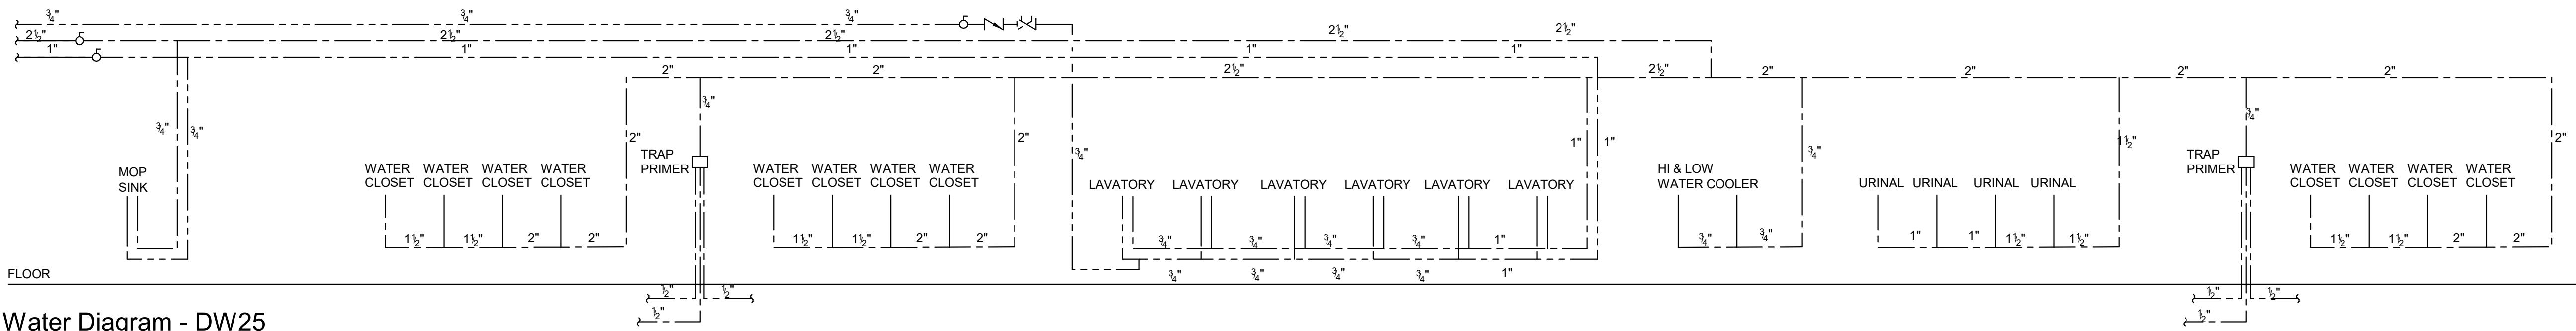 ¾" ¾" ¾"
2½" 2½" 2½" 2½" 2½"
1" 1" 1" 1" 1"
2" 2" 2½" 2½" 2" 2" 2" 2"
¾" ¾"
¾" ¾" 2" 2" 1" 1" 1½" 2"
¾" ¾"
TRAP TRAP
PRIMER PRIMER
MOP
SINK
WATER WATER WATER WATER WATER WATER WATER WATER HI & LOW WATER WATER WATER WATER
CLOSET CLOSET CLOSET CLOSET CLOSET CLOSET CLOSET CLOSET WATER COOLER CLOSET CLOSET CLOSET CLOSET
LAVATORY LAVATORY LAVATORY LAVATORY LAVATORY LAVATORY URINAL URINAL URINAL URINAL
1½" 1½" 2" 2" 1½" 1½" 2" 2" ¾" ¾" ¾" ¾" 1" ¾" ¾" 1" 1" 1½" 1½" 1½" 1½" 2" 2"
FLOOR ¾" ¾" ¾" ¾" 1"
½" ½" ½" ½"
½" ½"
Water Diagram - DW25